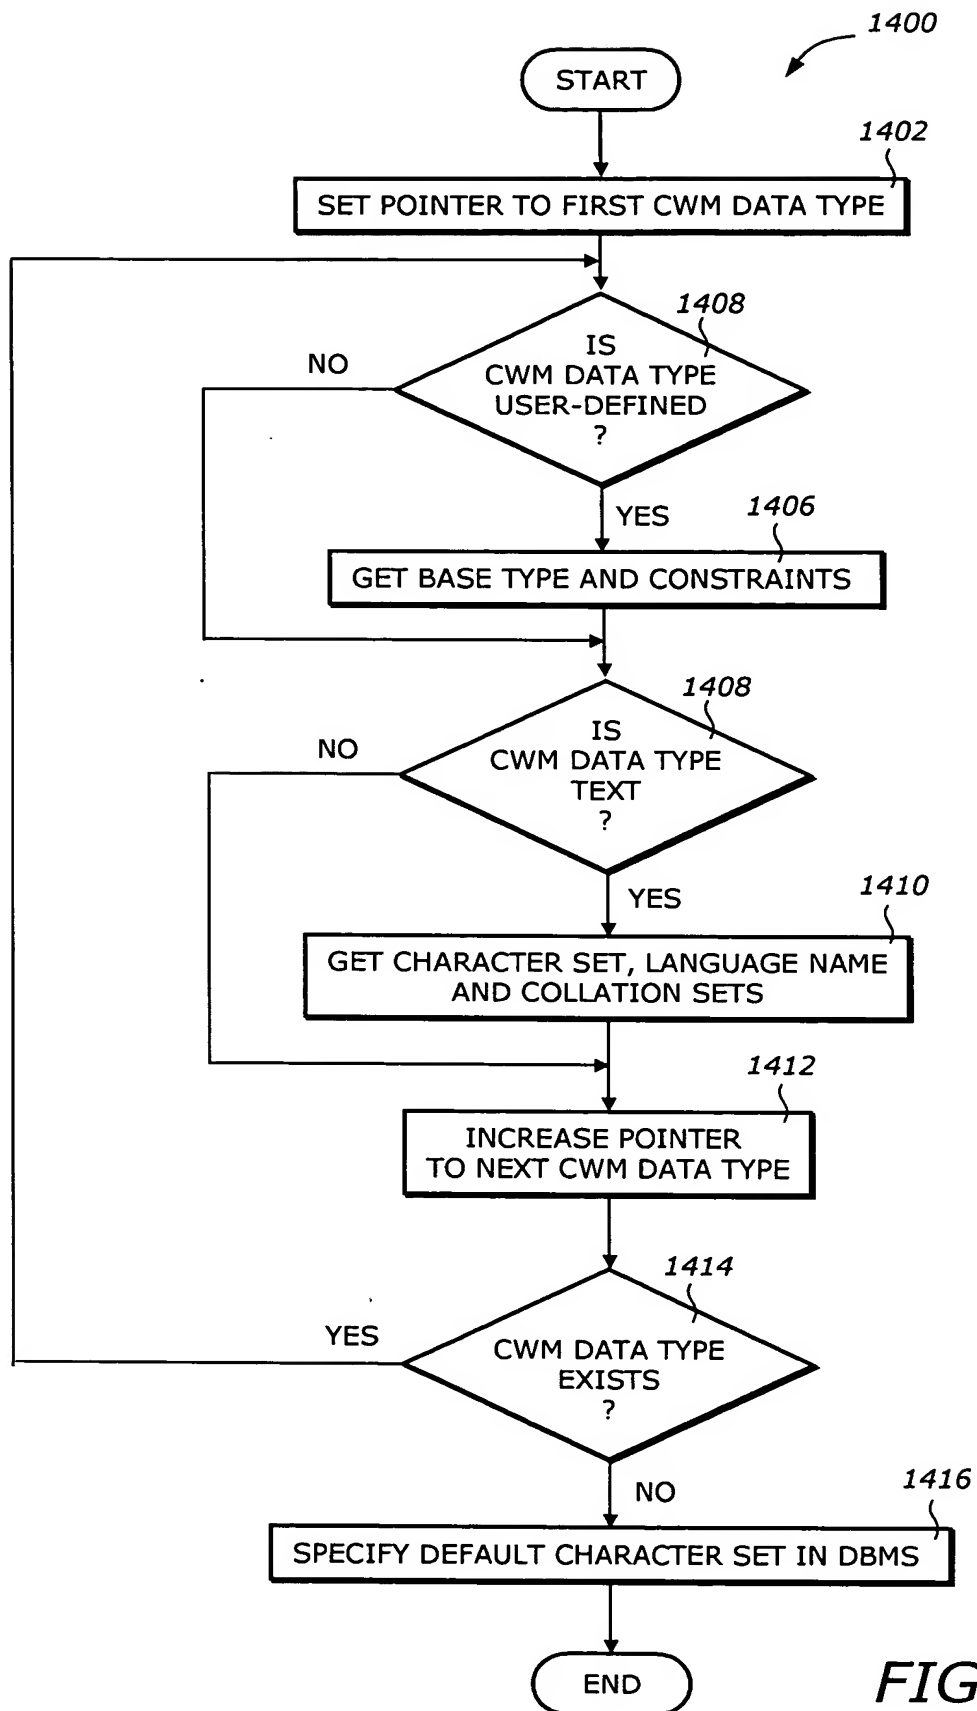 1400
START
1402
SET POINTER TO FIRST CWM DATA TYPE
1408
IS
CWM DATA TYPE
USER-DEFINED
?
NO
YES
1406
GET BASE TYPE AND CONSTRAINTS
1408
IS
CWM DATA TYPE
TEXT
?
NO
YES
1410
GET CHARACTER SET, LANGUAGE NAME
AND COLLATION SETS
1412
INCREASE POINTER
TO NEXT CWM DATA TYPE
1414
CWM DATA TYPE
EXISTS
?
YES
NO
1416
SPECIFY DEFAULT CHARACTER SET IN DBMS
END
FIG